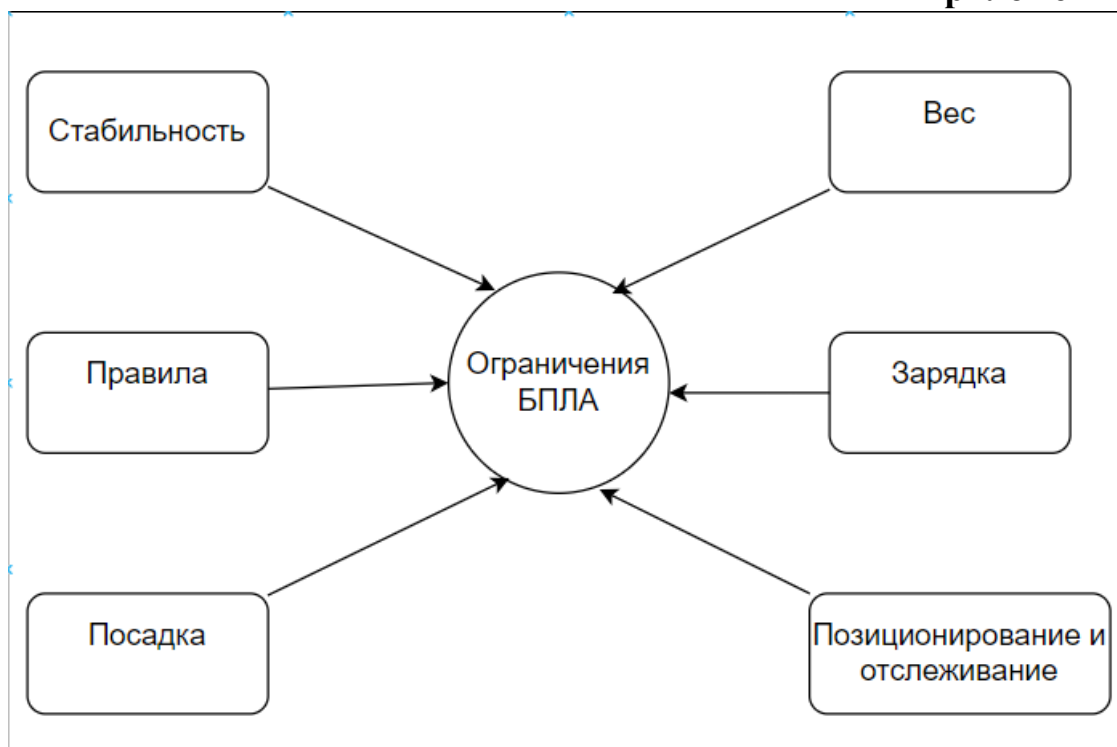 Стабильность
Вес
Ограничения
БПЛА
Правила
Зарядка
Посадка
Позиционирование и
отслеживание